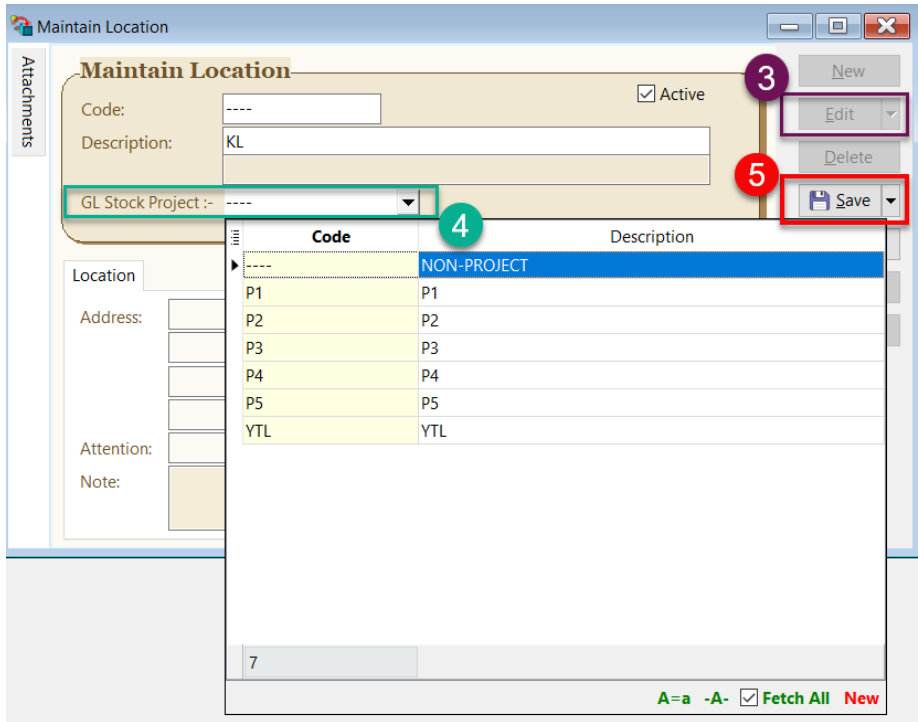 Maintain Location
Attachments
Maintain Location
Code: ----
Active
Description: KL
GL Stock Project :- ----
3
New
Edit
Delete
5
Save
4
Code Description
---- NON-PROJECT
P1 P1
P2 P2
P3 P3
P4 P4
P5 P5
YTL YTL
7
A=a -A- Fetch All New
Location
Address:
Attention:
Note: